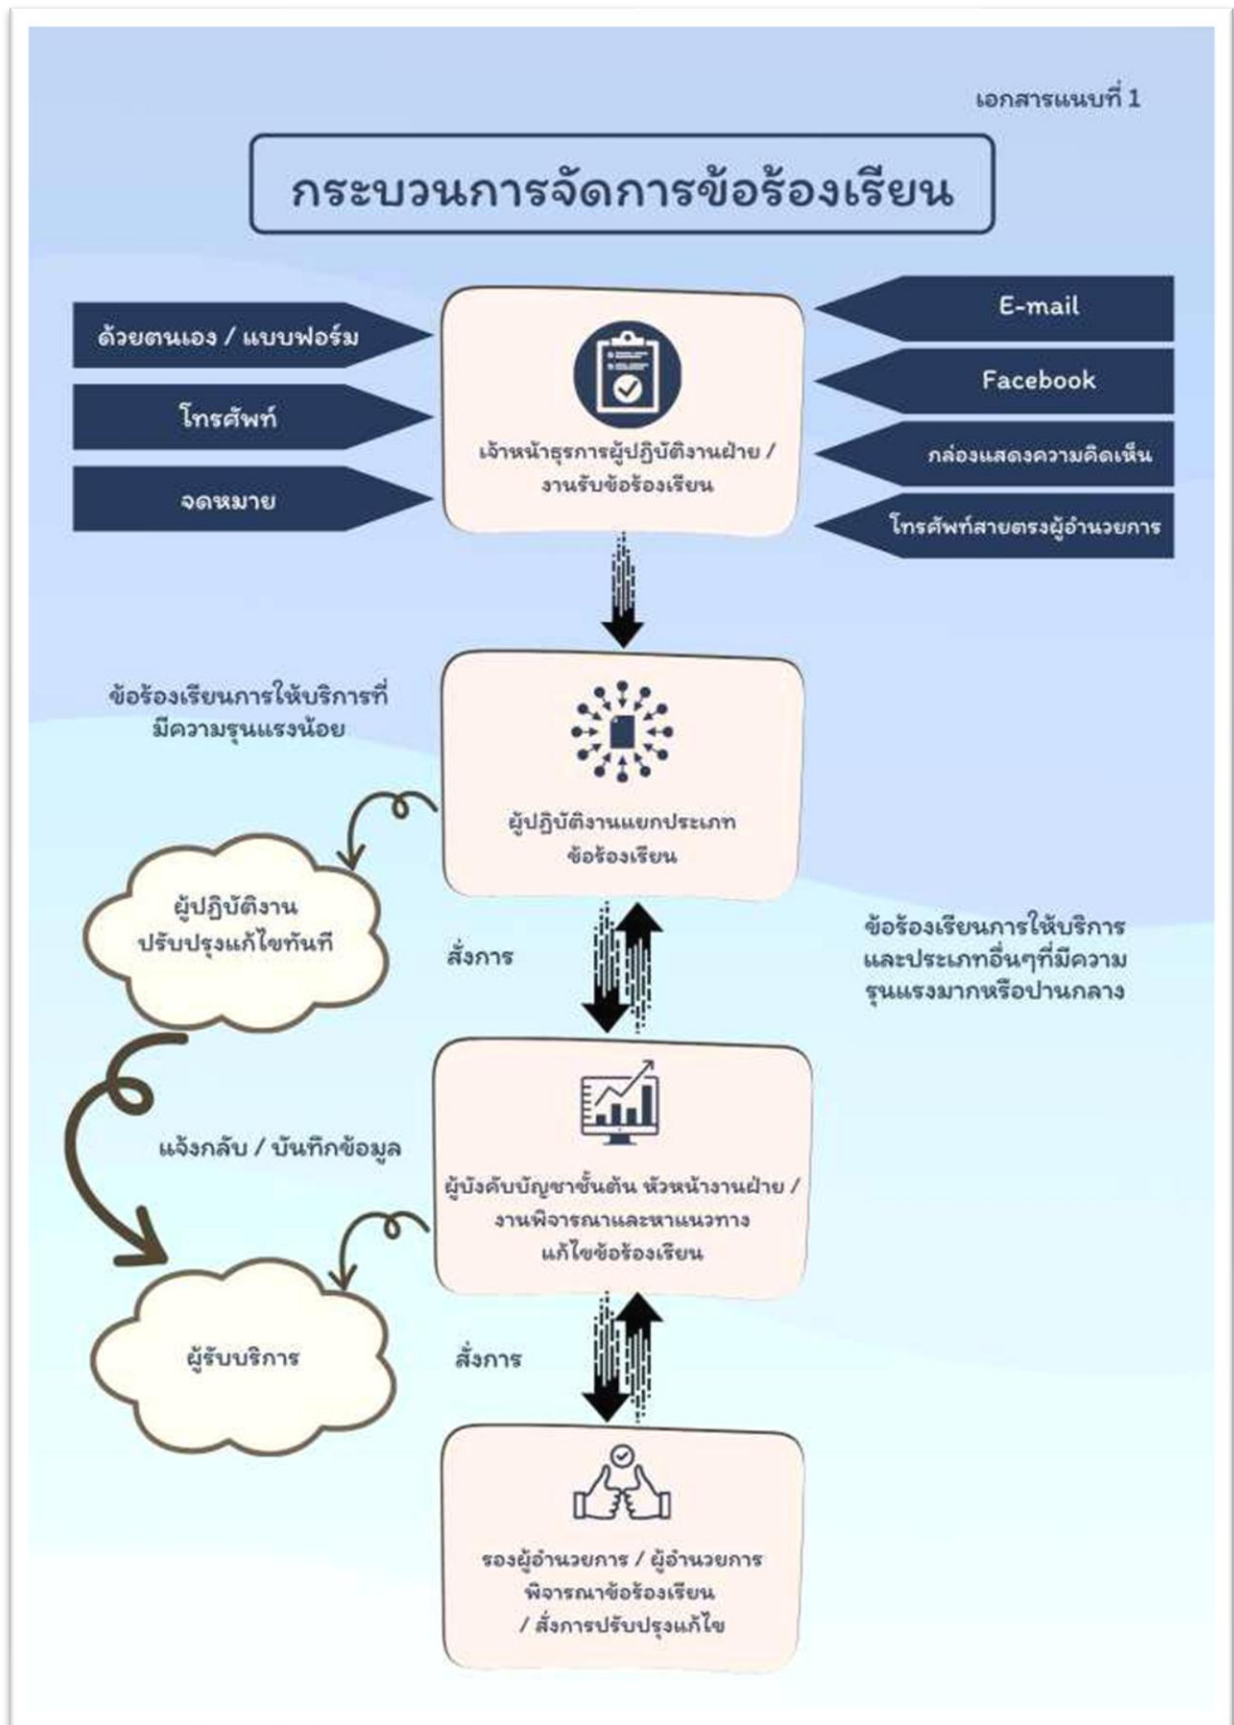 เอกสารแนบที่ 1
กระบวนการจัดการข้อร้องเรียน
ด้วยตนเอง / แบบฟอร์ม
โทรศัพท์
จดหมาย
E-mail
Facebook
กล่องแสดงความคิดเห็น
โทรศัพท์สายตรงผู้อำนวยการ
เจ้าหน้าธุรการผู้ปฏิบัติงานฝ่าย /
งานรับข้อร้องเรียน
ข้อร้องเรียนการให้บริการที่
มีความรุนแรงน้อย
ผู้ปฏิบัติงานแยกประเภท
ข้อร้องเรียน
ผู้ปฏิบัติงาน
ปรับปรุงแก้ไขทันที
สั่งการ
ข้อร้องเรียนการให้บริการ
และประเภทอื่นๆที่มีความ
รุนแรงมากหรือปานกลาง
แจ้งกลับ / บันทึกข้อมูล
ผู้บังคับบัญชาชั้นต้น หัวหน้างานฝ่าย /
งานพิจารณาและหาแนวทาง
แก้ไขข้อร้องเรียน
ผู้รับบริการ
สั่งการ
รองผู้อำนวยการ / ผู้อำนวยการ
พิจารณาข้อร้องเรียน
/ สั่งการปรับปรุงแก้ไข